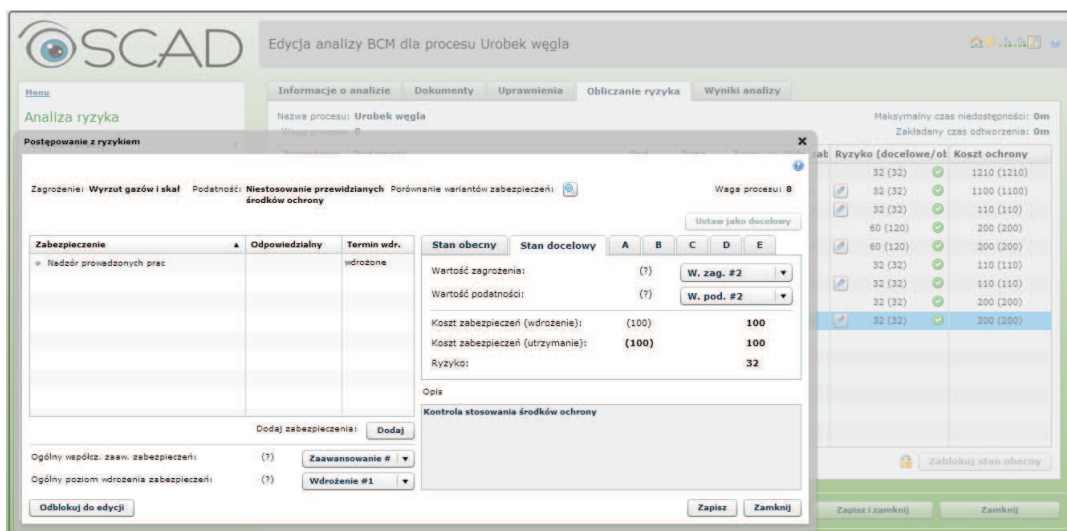 OSCAD
Edycja analizy BCM dla procesu Urobek węgla
Menu
Analiza ryzyka
Informacje o analizie Dokumenty Uprawnienia Obliczanie ryzyka Wyniki analizy
Nazwa procesu: Urobek węgla
Maksymalny czas niedostępności: 0m
Waga procesu: 8
Zakładany czas odtworzenia: 0m
Postępowanie z ryzykiem
Ryzyko (docelowe/ob Koszt ochrony
32 (32) 1210 (1210)
32 (32) 1100 (1100)
32 (32) 110 (110)
60 (120) 200 (200)
60 (120) 200 (200)
32 (32) 110 (110)
32 (32) 110 (110)
32 (32) 200 (200)
32 (32) 200 (200)
Zagrożenie: Wyrzut gazów i skał Podatność: Niestosowanie przewidzianych środków ochrony Porównanie wariantów zabezpieczeń: Waga procesu: 8
Ustaw jako docelowy
Zabezpieczenie Odpowiedzialny Termin wdr.
Nadzór prowadzonych prac wdrożone
Stan obecny Stan docelowy A B C D E
Wartość zagrożenia: (?) W. zag. #2
Wartość podatności: (?) W. pod. #2
Koszt zabezpieczeń (wdrożenie): (100) 100
Koszt zabezpieczeń (utrzymanie): (100) 100
Ryzyko: 32
Opis
Kontrola stosowania środków ochrony
Dodaj zabezpieczenia: Dodaj
Ogólny współcz. zaaw. zabezpieczeń: (?) Zaawansowanie #
Ogólny poziom wdrożenia zabezpieczeń: (?) Wdrożenie #1
Odblokuj do edycji
Zapisz Zamknij
Zablokuj stan obecny
Zapisz i zamknij Zamknij